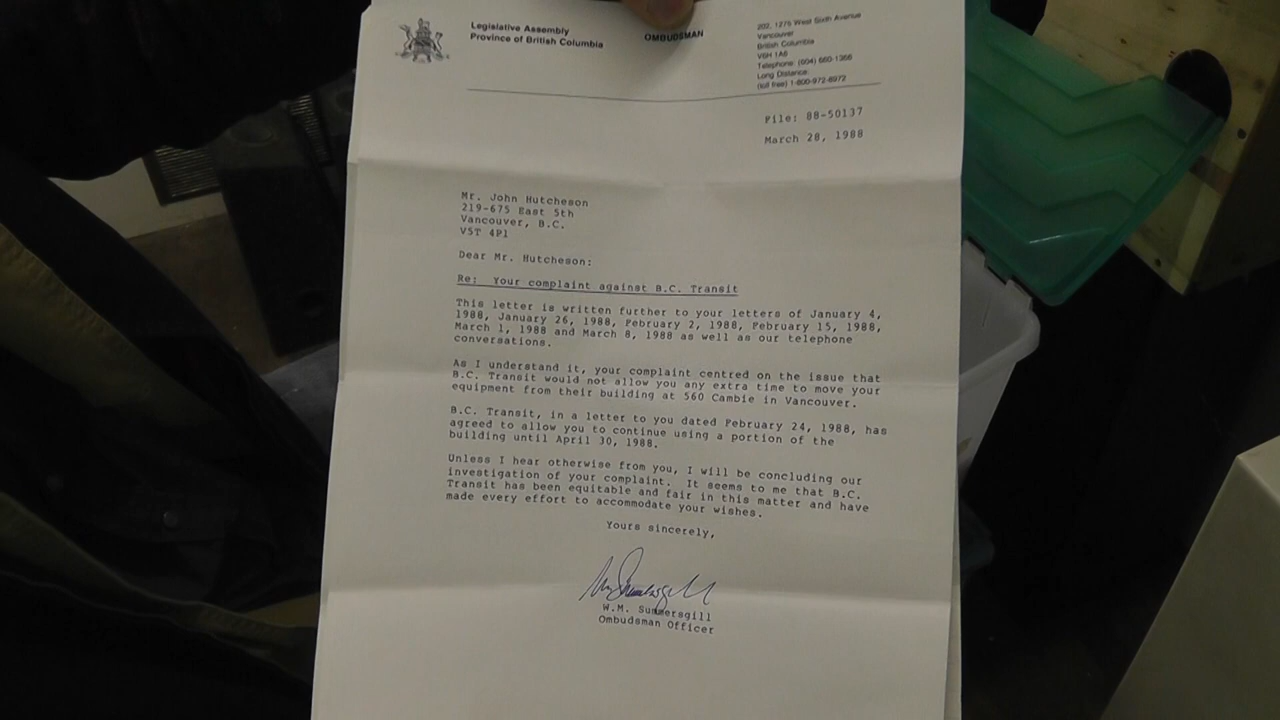 Legislative Assembly
Province of British Columbia
OMBUDSMAN
202, 1275 West Sixth Avenue
Vancouver
British Columbia
V6H 1A6
Telephone: (604) 660-1366
Long Distance:
(toll free) 1-800-972-8972
File: 88-50137
March 28, 1988
Mr. John Hutcheson
219-675 East 5th
Vancouver, B.C.
V5T 4P1
Dear Mr. Hutcheson:
Re: Your complaint against B.C. Transit
This letter is written further to your letters of January 4,
1988, January 26, 1988, February 2, 1988, February 15, 1988,
March 1, 1988 and March 8, 1988 as well as our telephone
conversations.
As I understand it, your complaint centred on the issue that
B.C. Transit would not allow you any extra time to move your
equipment from their building at 560 Cambie in Vancouver.
B.C. Transit, in a letter to you dated February 24, 1988, has
agreed to allow you to continue using a portion of the
building until April 30, 1988.
Unless I hear otherwise from you, I will be concluding our
investigation of your complaint. It seems to me that B.C.
Transit has been equitable and fair in this matter and have
made every effort to accommodate your wishes.
Yours sincerely,
W.M. Summersgill
Ombudsman Officer